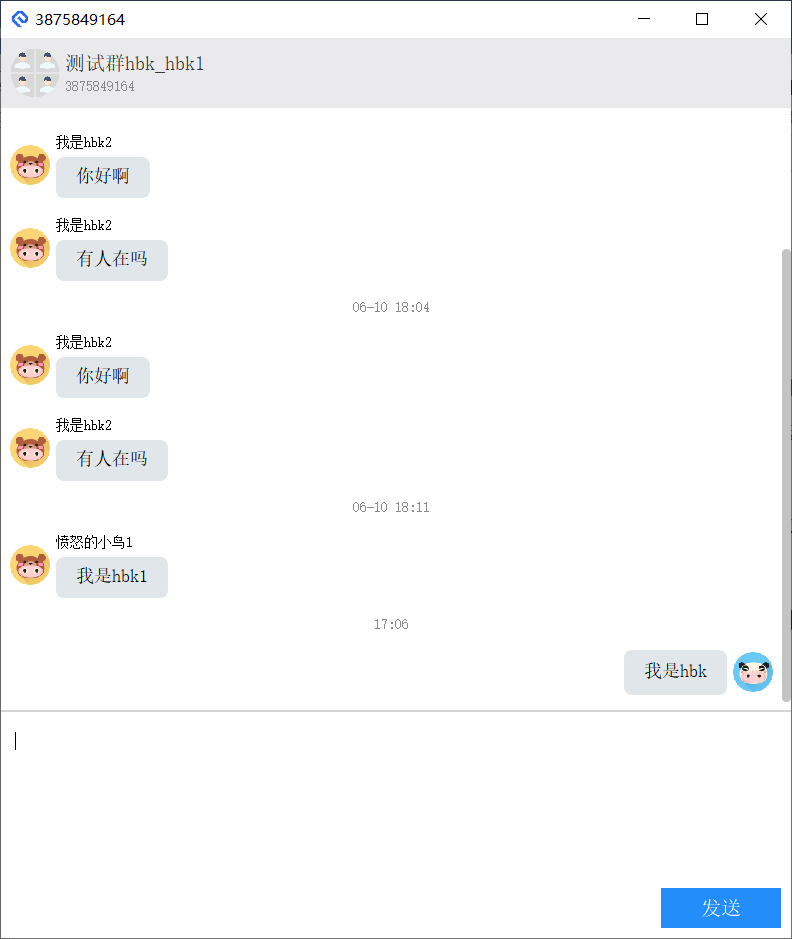 3875849164
测试群hbk_hbk1
3875849164
我是hbk2
你好啊
我是hbk2
有人在吗
06-10 18:04
我是hbk2
你好啊
我是hbk2
有人在吗
06-10 18:11
愤怒的小鸟1
我是hbk1
17:06
我是hbk
发送